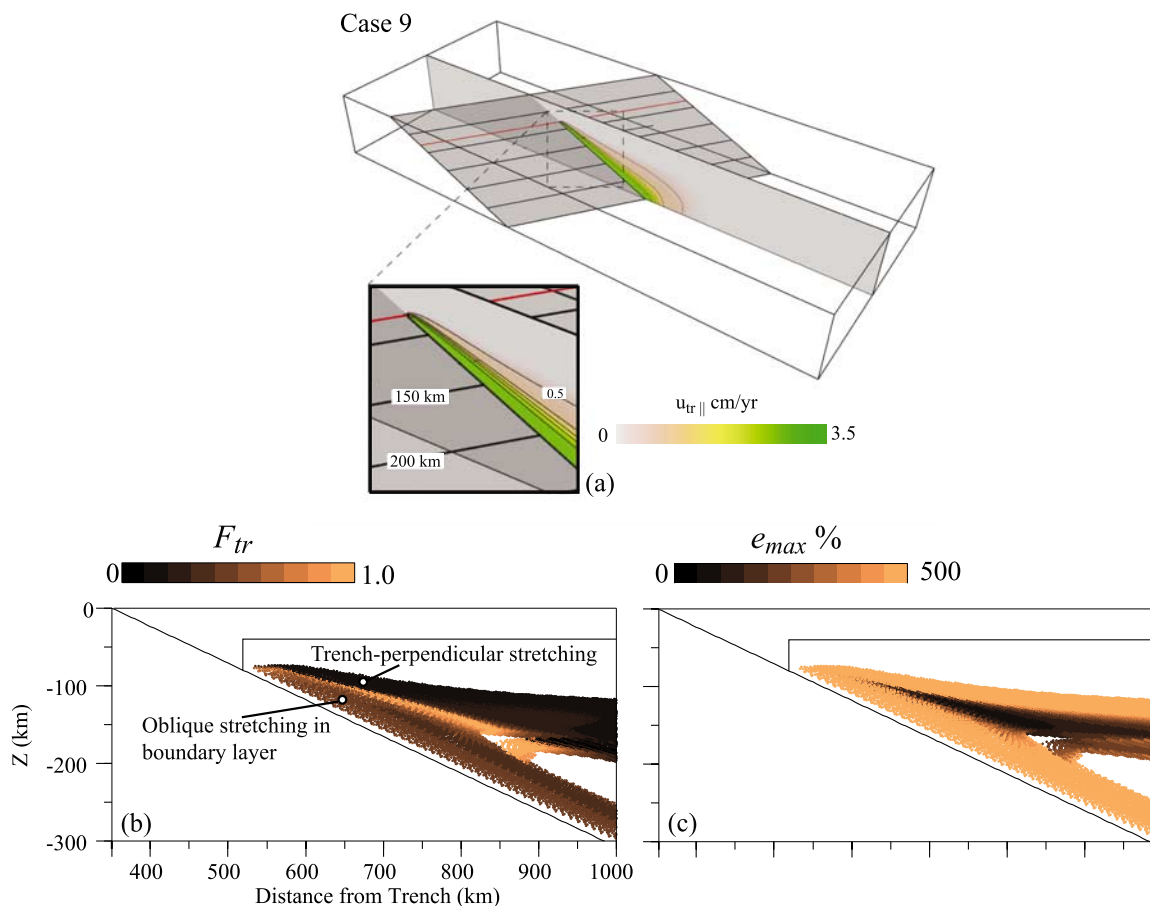 Case 9
150 km
0.5
200 km
u_tr || cm/yr
0
3.5
(a)
F_tr
0
1.0
e_max %
0
500
0
-100
-200
-300
Z (km)
Trench-perpendicular stretching
Oblique stretching in
boundary layer
(b)
(c)
400
500
600
700
800
900
1000
Distance from Trench (km)